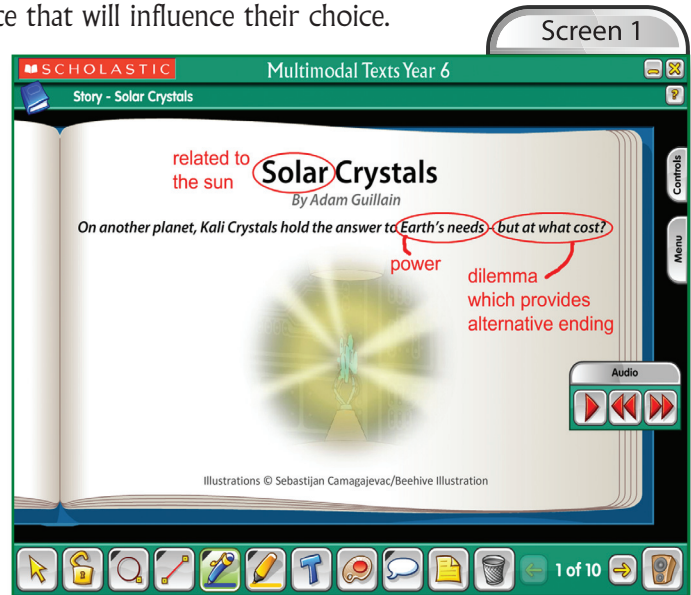 ce that will influence their choice.
Screen 1
SCHOLASTIC
Multimodal Texts Year 6
Story - Solar Crystals
?
Controls
Menu
related to
the sun
Solar Crystals
By Adam Guillain
On another planet, Kali Crystals hold the answer to Earth's needs - but at what cost?
power
dilemma
which provides
alternative ending
Audio
Illustrations © Sebastijan Camagajevac/Beehive Illustration
T
1 of 10